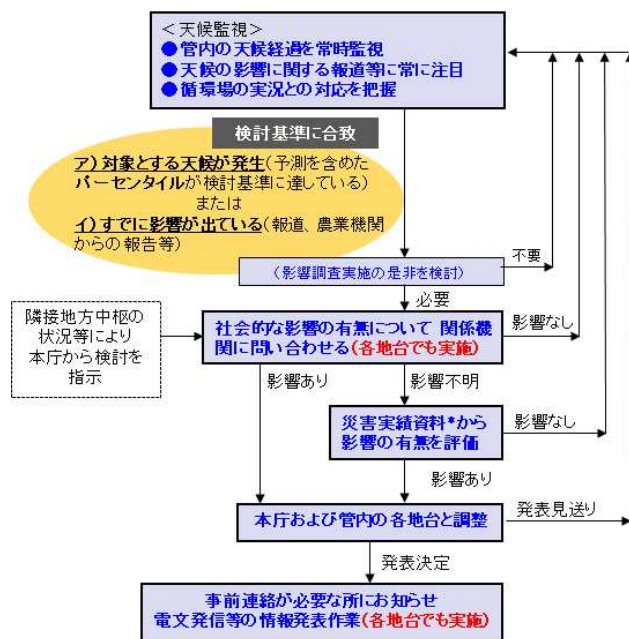 ＜天候監視＞
●管内の天候経過を常時監視
●天候の影響に関する報道等に常に注目
●循環場の実況との対応を把握
検討基準に合致
ア）対象とする天候が発生（予測を含めた
パーセンタイルが検討基準に達している）
または
イ）すでに影響が出ている（報道、農業機関
からの報告等）
（影響調査実施の是非を検討）
不要
必要
隣接地方中枢の
状況等により
本庁から検討を
指示
社会的な影響の有無について 関係機
関に問い合わせる（各地台でも実施）
影響なし
影響あり
影響不明
災害実績資料*から
影響の有無を評価
影響なし
影響あり
本庁および管内の各地台と調整
発表見送り
発表決定
事前連絡が必要な所にお知らせ
電文発信等の情報発表作業（各地台でも実施）